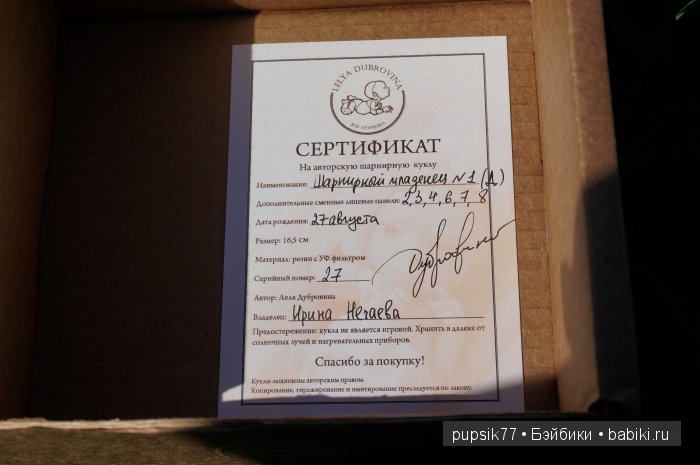 LELYA DUBROVINA
BJD NEWBORN
СЕРТИФИКАТ
На авторскую шарнирную куклу
Наименование: Шарнирный младенец №1 (Д)
Дополнительные сменные лицевые панели: 2,3,4,6,7,8
Дата рождения: 27 августа
Размер: 16,5 см
Материал: резин с УФ фильтром
Серийный номер: 27
Автор: Леля Дубровина
Владелец: Ирина Нечаева
Предостережение: кукла не является игровой. Хранить в далеке от
солнечных лучей и нагревательных приборов.
Спасибо за покупку!
Куклы защищены авторским правом.
Копирование, тиражирование и имитирование преследуется по закону.
pupsik77 • Бэйбики • babiki.ru